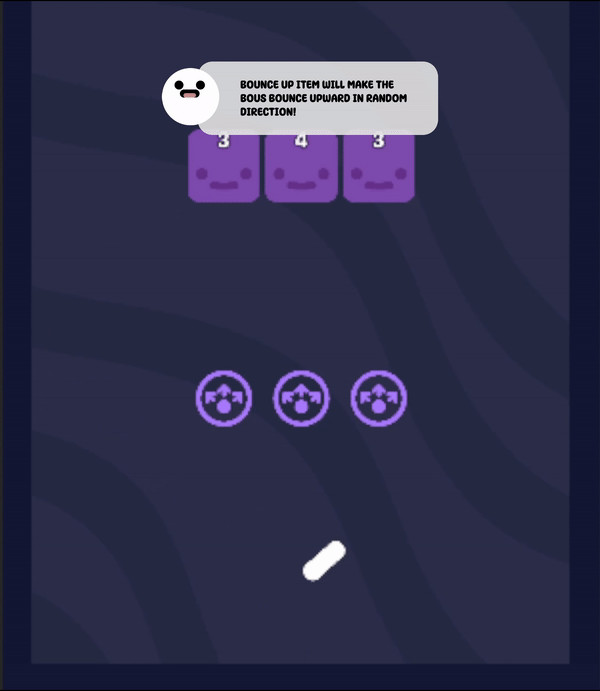 BOUNCE UP ITEM WILL MAKE THE
BOUS BOUNCE UPWARD IN RANDOM
DIRECTION!
3 4 3